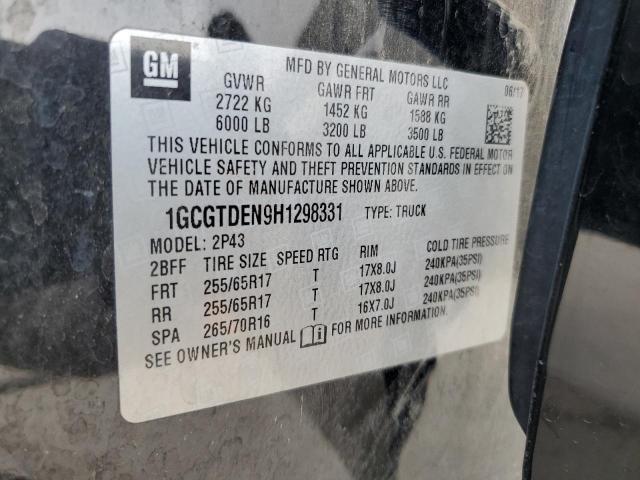 GM
MFD BY GENERAL MOTORS LLC 06/17
GVWR GAWR FRT GAWR RR
2722 KG 1452 KG 1588 KG
6000 LB 3200 LB 3500 LB
THIS VEHICLE CONFORMS TO ALL APPLICABLE U.S. FEDERAL MOTOR
VEHICLE SAFETY AND THEFT PREVENTION STANDARDS IN EFFECT ON
THE DATE OF MANUFACTURE SHOWN ABOVE.
1GCGTDEN9H1298331 TYPE: TRUCK
MODEL: 2P43
2BFF TIRE SIZE SPEED RTG RIM COLD TIRE PRESSURE
FRT 255/65R17 T 17X8.0J 240KPA(35PSI)
RR 255/65R17 T 17X8.0J 240KPA(35PSI)
SPA 265/70R16 T 16X7.0J 240KPA(35PSI)
SEE OWNER'S MANUAL FOR MORE INFORMATION.